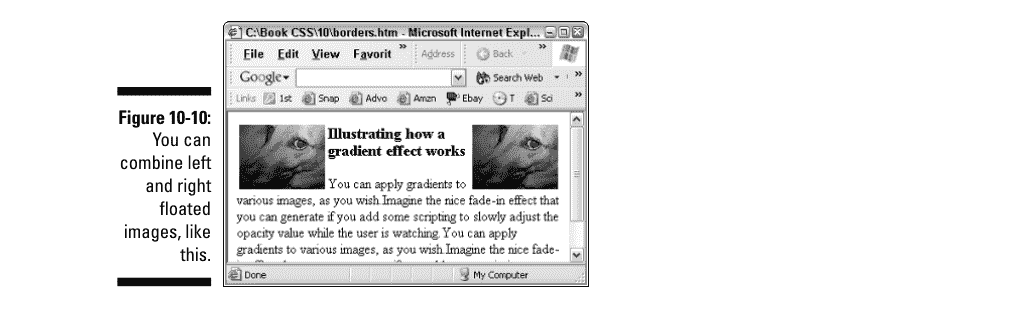 Figure 10-10:
You can
combine left
and right
floated
images, like
this.
C:\Book CSS\10\borders.htm - Microsoft Internet Expl...
File Edit View Favorit » Address Back »
Google Search Web »
Links 1st Snap Advo Amzn Ebay T Sci »
Illustrating how a
gradient effect works
You can apply gradients to
various images, as you wish.Imagine the nice fade-in effect that
you can generate if you add some scripting to slowly adjust the
opacity value while the user is watching.You can apply
gradients to various images, as you wish.Imagine the nice fade-
Done My Computer